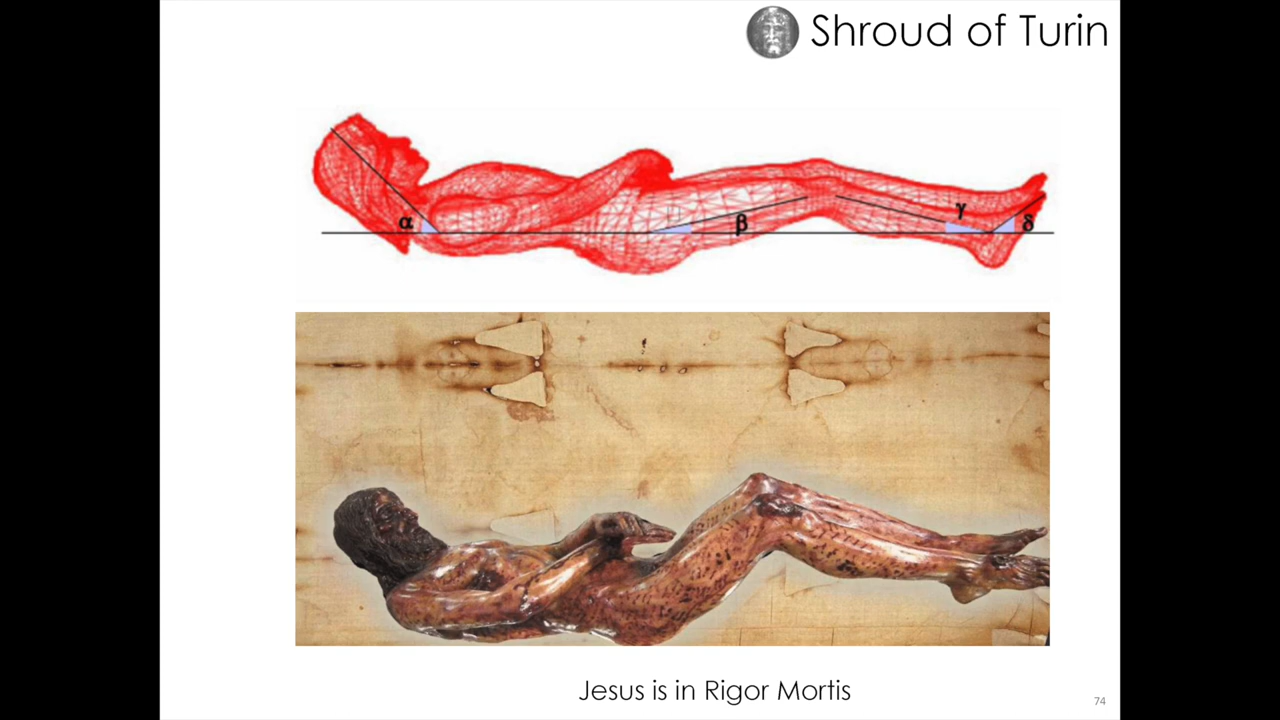 Shroud of Turin
α
β
γ
δ
Jesus is in Rigor Mortis
74